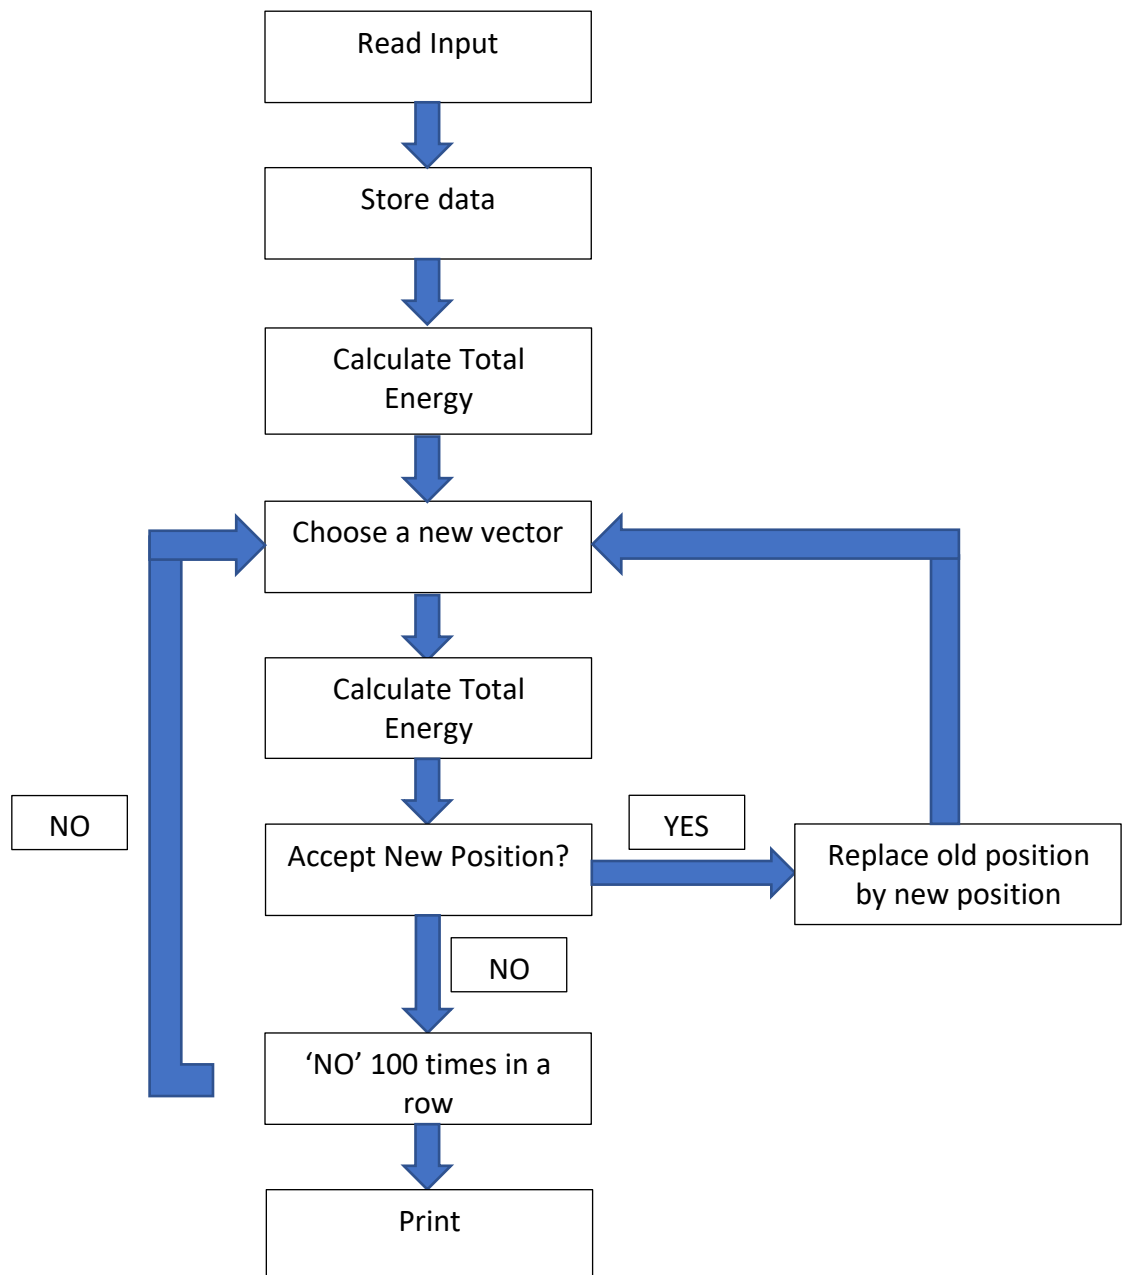 Read Input
Store data
Calculate Total
Energy
Choose a new vector
Calculate Total
Energy
NO
YES
Accept New Position?
Replace old position
by new position
NO
‘NO’ 100 times in a
row
Print